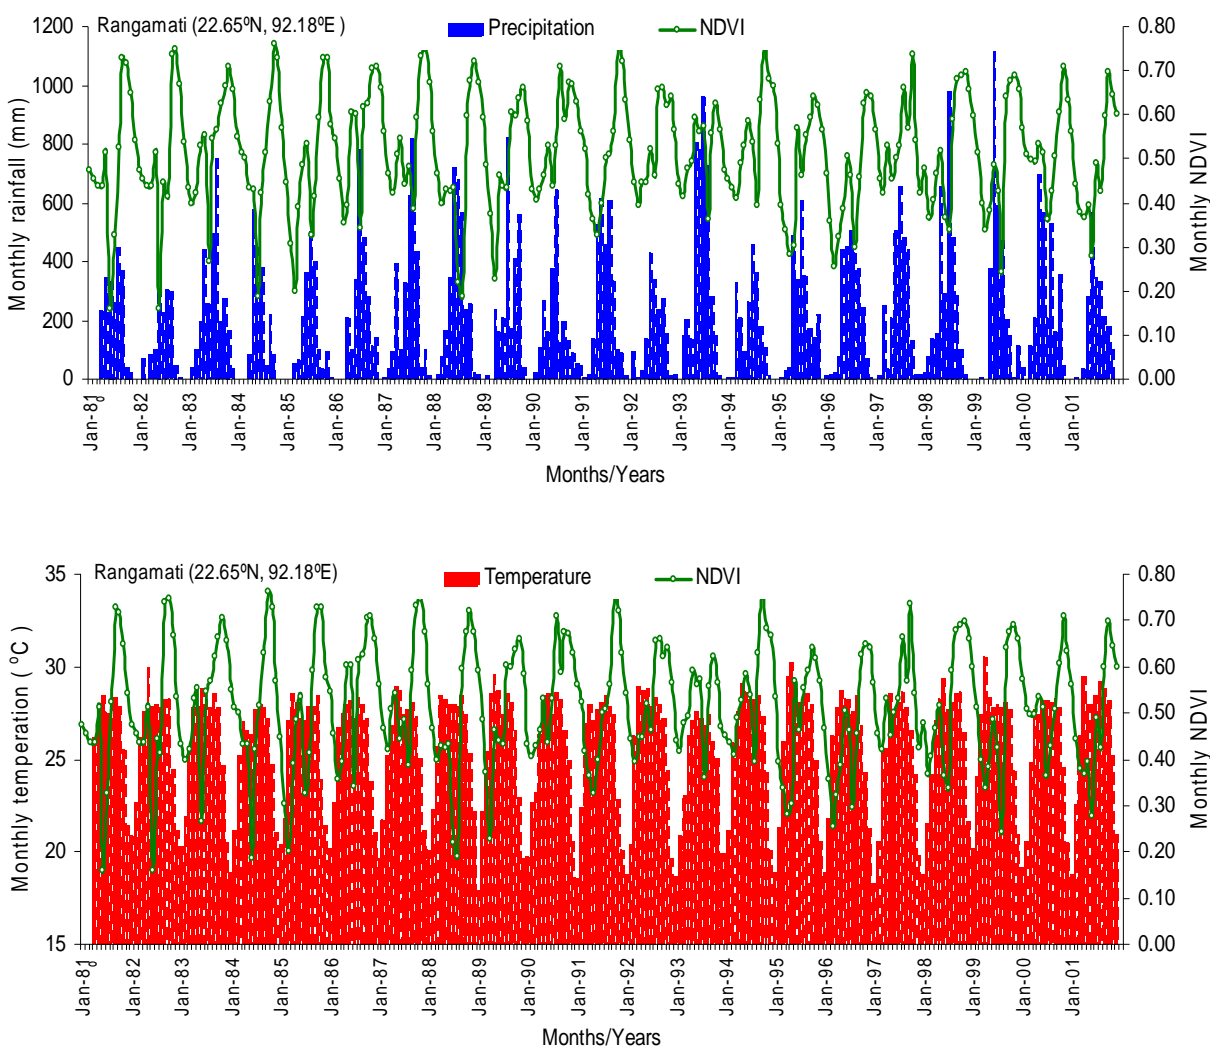 Rangamati (22.65ºN, 92.18ºE )
Precipitation
NDVI
Monthly rainfall (mm)
1200
1000
800
600
400
200
0
0.80
0.70
0.60
0.50
0.40
0.30
0.20
0.10
0.00
Monthly NDVI
Jan-81
0
Jan-82
Jan-83
Jan-84
Jan-85
Jan-86
Jan-87
Jan-88
Jan-89
Jan-90
Jan-91
Jan-92
Jan-93
Jan-94
Jan-95
Jan-96
Jan-97
Jan-98
Jan-99
Jan-00
Jan-01
Months/Years
Rangamati (22.65ºN, 92.18ºE)
Temperature
NDVI
Monthly temperation ( ºC )
35
30
25
20
15
0.80
0.70
0.60
0.50
0.40
0.30
0.20
0.10
0.00
Monthly NDVI
Jan-81
0
Jan-82
Jan-83
Jan-84
Jan-85
Jan-86
Jan-87
Jan-88
Jan-89
Jan-90
Jan-91
Jan-92
Jan-93
Jan-94
Jan-95
Jan-96
Jan-97
Jan-98
Jan-99
Jan-00
Jan-01
Months/Years